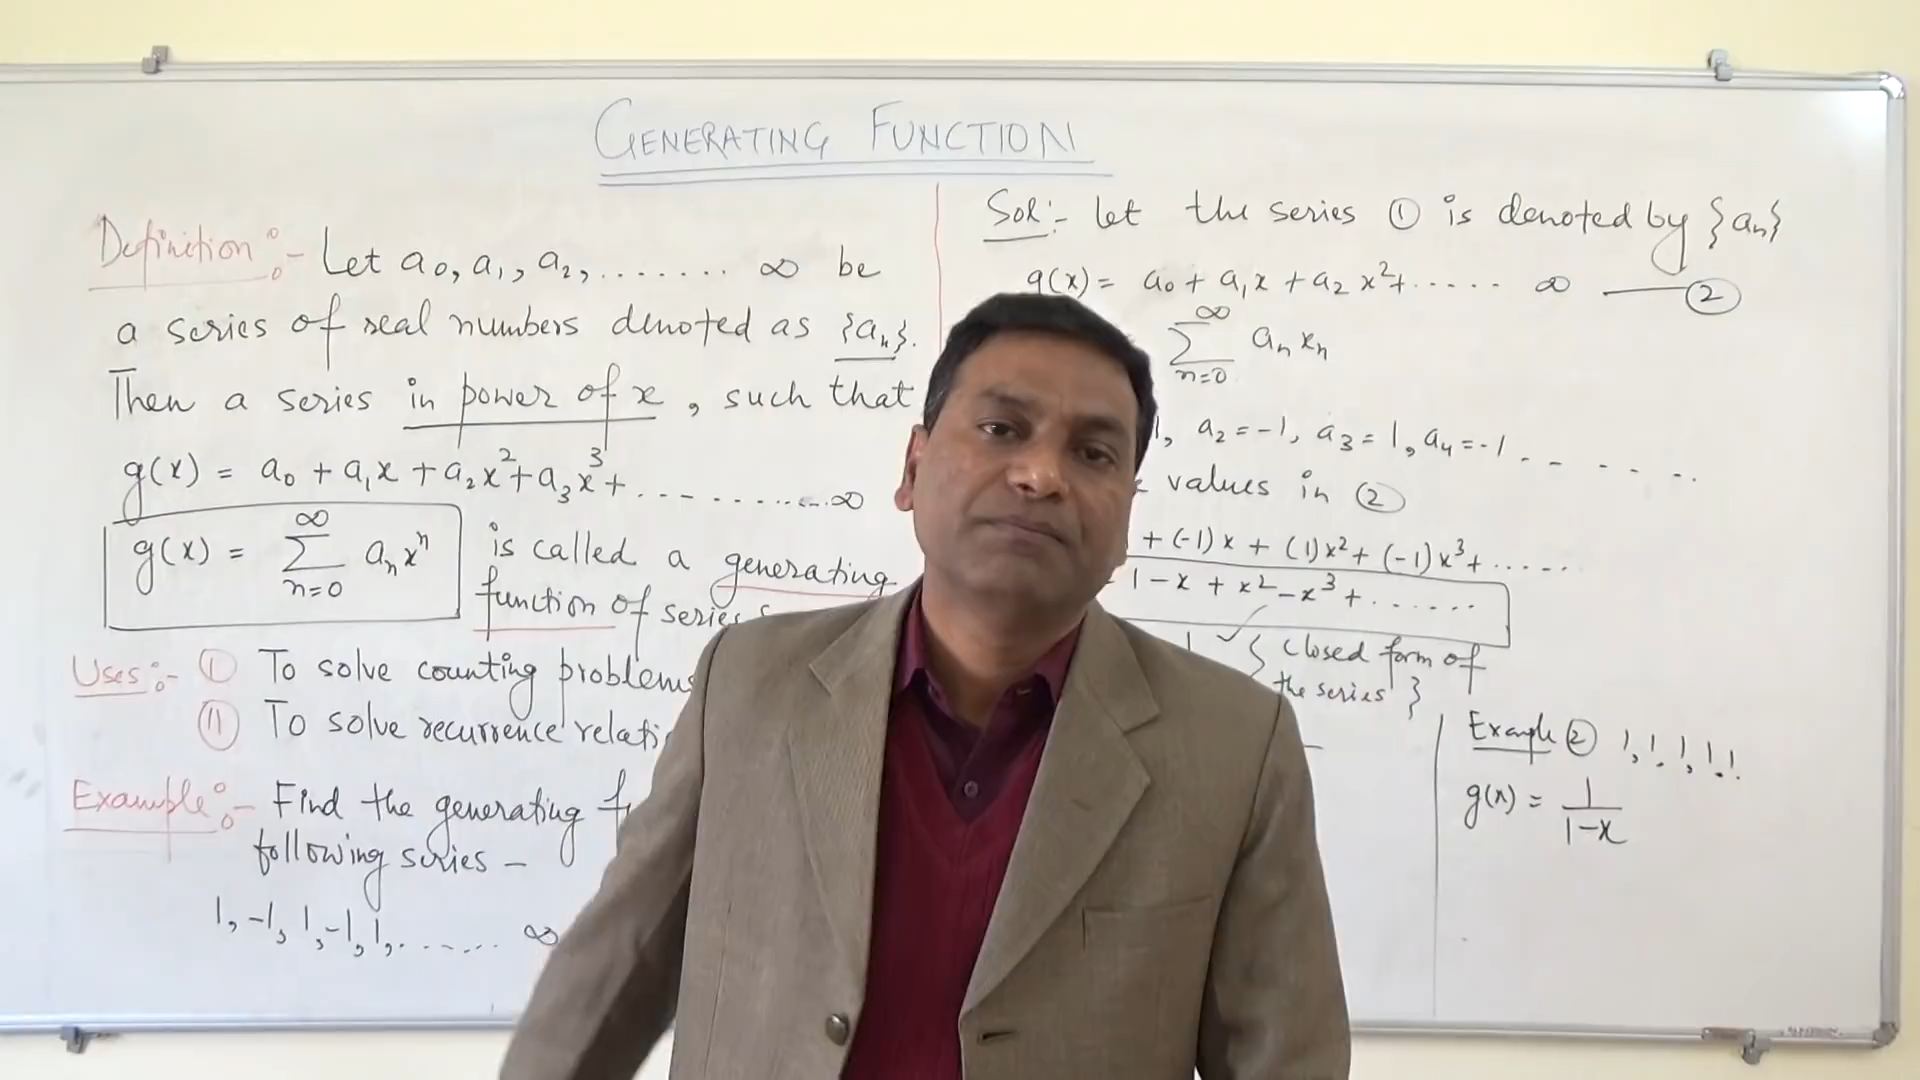 GENERATING FUNCTION
Definition:- Let a₀, a₁, a₂, ....... ∞ be
a series of real numbers denoted as {aₙ}.
Then a series in power of x, such that
g(x) = a₀ + a₁x + a₂x² + a₃x³ + ............ ∞
g(x) = ∑ₙ₌₀^∞ aₙxⁿ is called a generating
function of series
Uses:- (I) To solve counting problems
(II) To solve recurrence
Example:- Find the generating
following series –
1, -1, 1, -1, 1, ....... ∞
Sol:- Let the series ① is denoted by {aₙ}
g(x) = a₀ + a₁x + a₂x² + ..... ∞ —— ②
∑ₙ₌₀^∞ aₙ xₙ
1, a₂ = -1, a₃ = 1, a₄ = -1 .......
values in ②
+ (-1)x + (1)x² + (-1)x³ + ......
1 - x + x² - x³ + ......
{ closed form of
the series }
Example ② 1, 1, 1, 1, 1
g(x) = 1/(1-x)